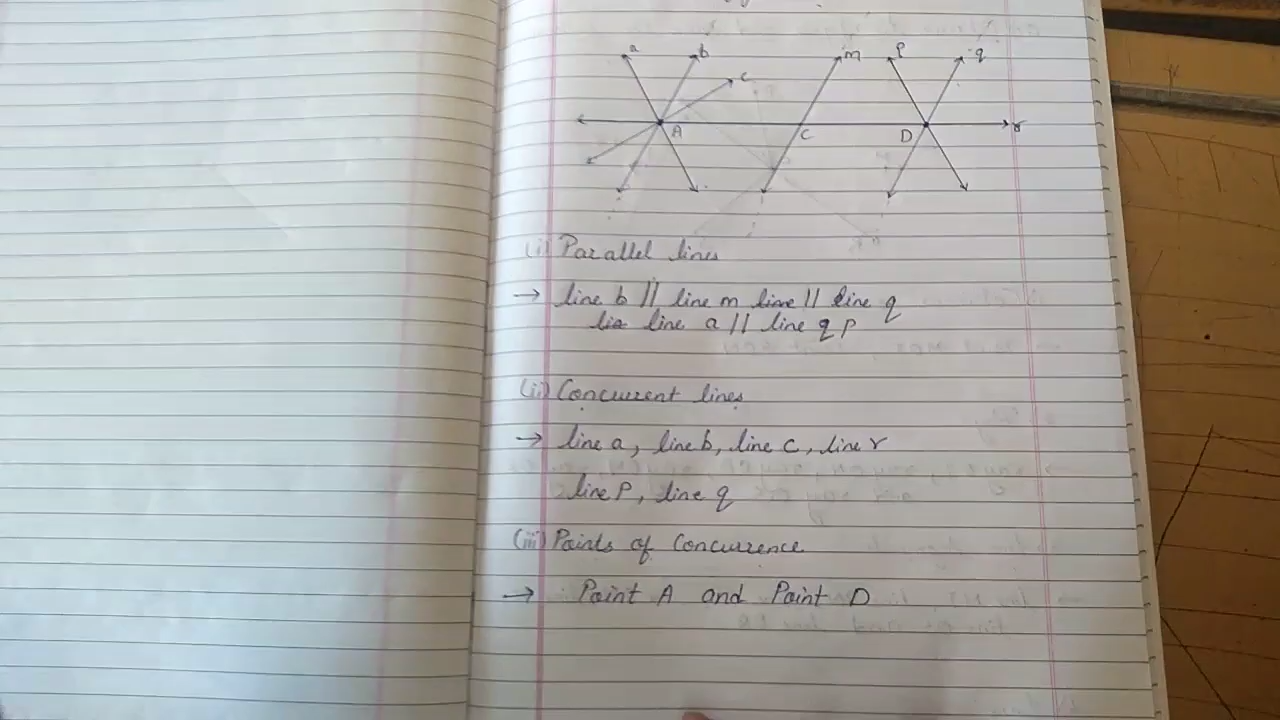 a b c m p q
A C D r
(i) Parallel lines
→ line b || line m line || line q
lie line a || line q p
(ii) Concurrent lines
→ line a, line b, line c, line r
line P, line q
(iii) Points of Concurrence
→ Point A and Point D